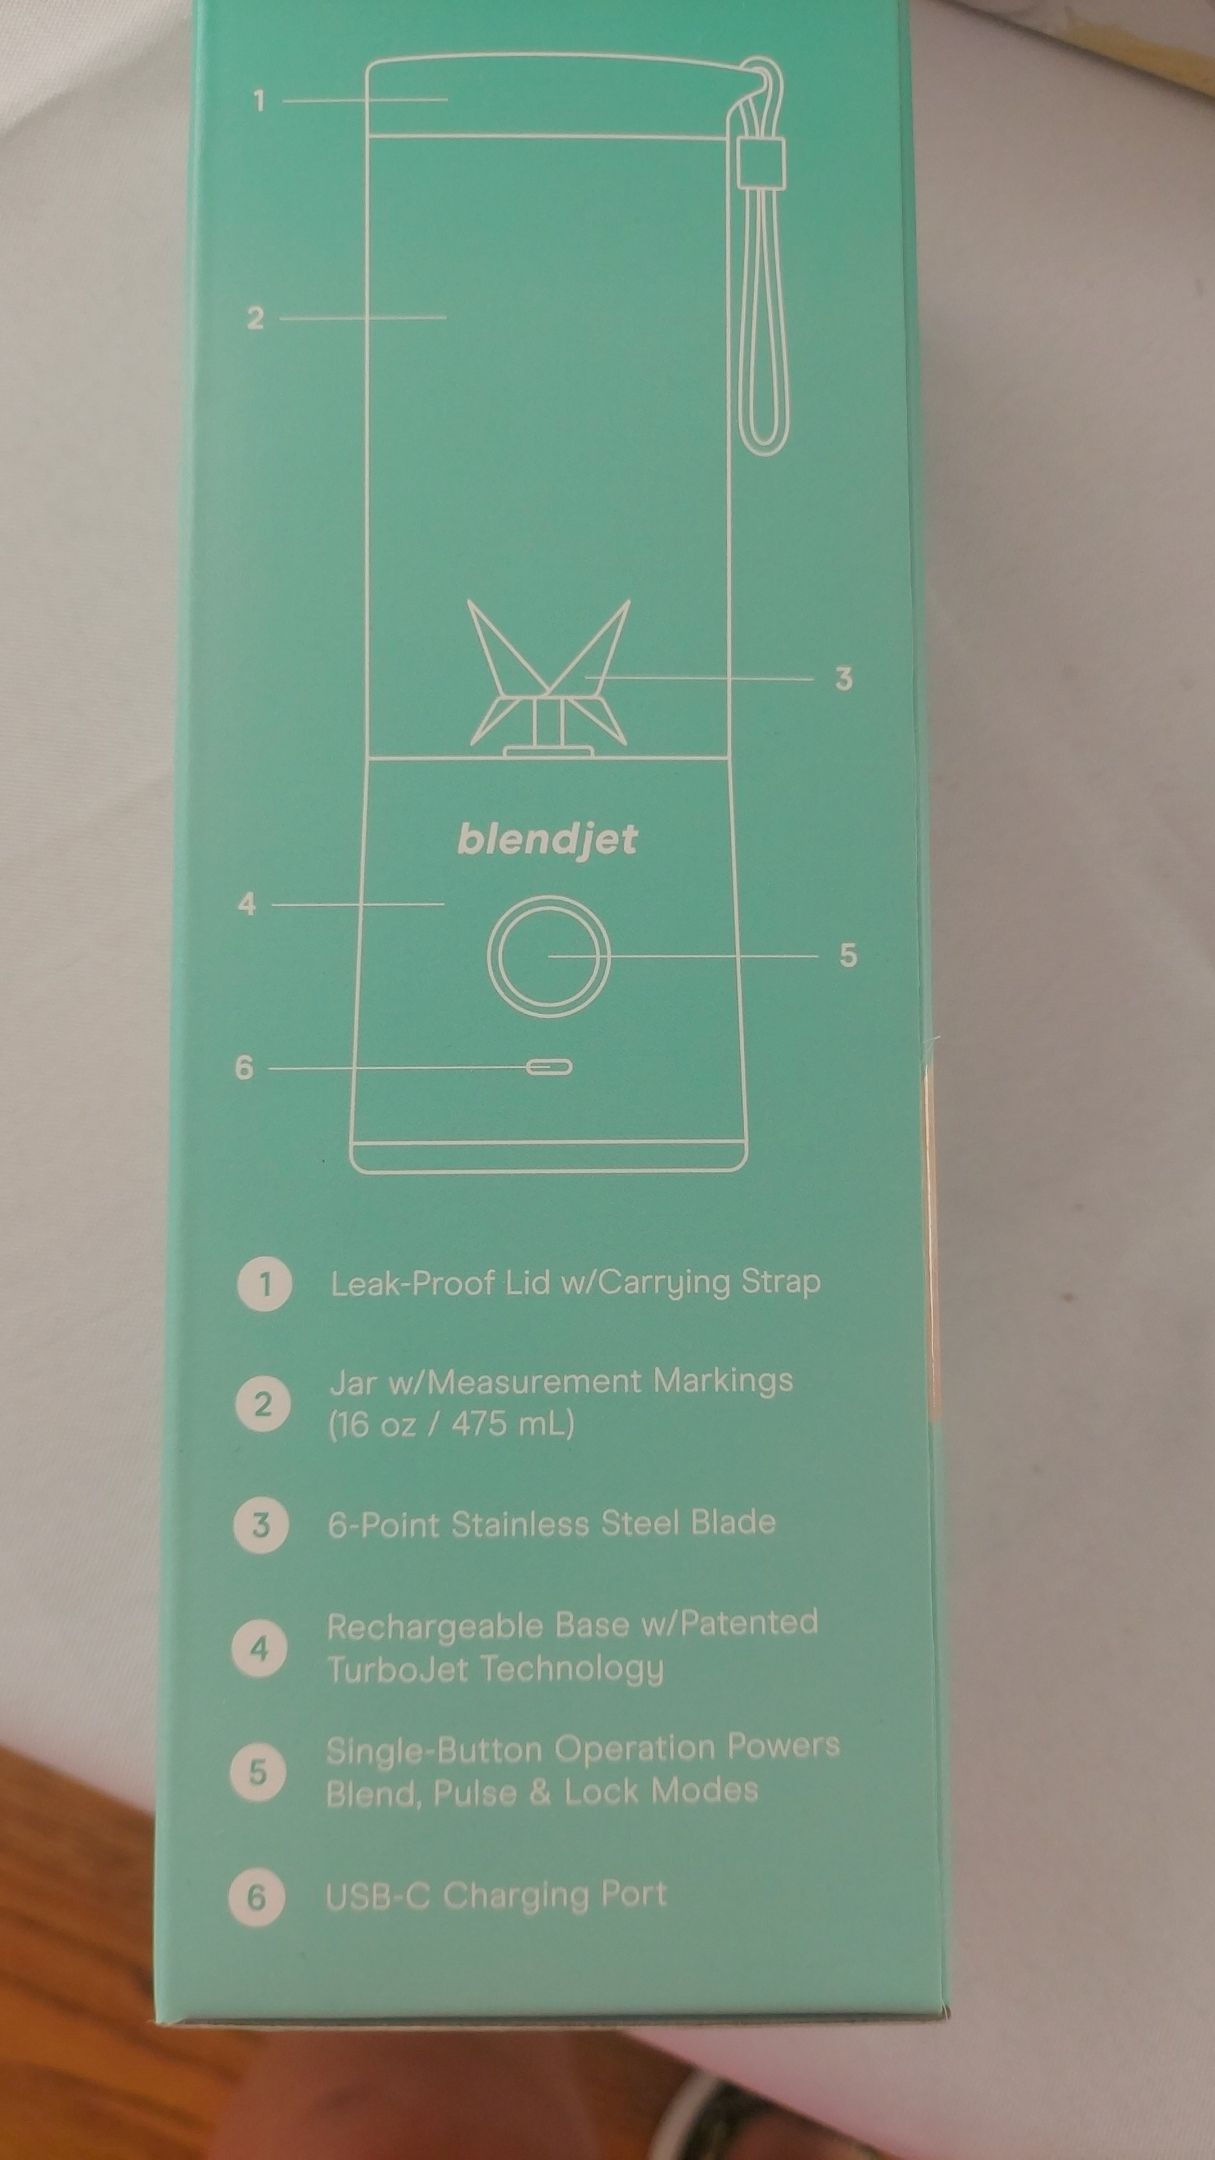 1
2
3
blendjet
4
5
6
1 Leak-Proof Lid w/Carrying Strap
2 Jar w/Measurement Markings
(16 oz / 475 mL)
3 6-Point Stainless Steel Blade
4 Rechargeable Base w/Patented
TurboJet Technology
5 Single-Button Operation Powers
Blend, Pulse & Lock Modes
6 USB-C Charging Port